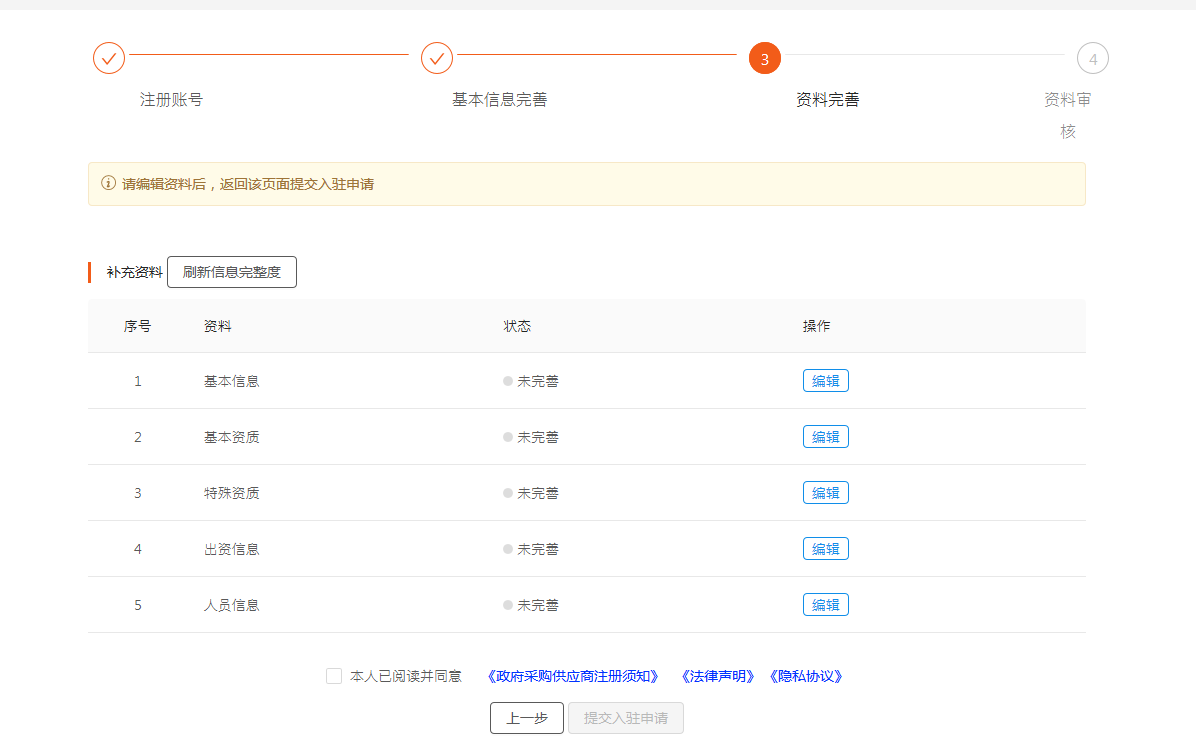 3
4
注册账号
基本信息完善
资料完善
资料审
核
请编辑资料后，返回该页面提交入驻申请
补充资料 刷新信息完整度
序号 资料 状态 操作
1 基本信息 未完善 编辑
2 基本资质 未完善 编辑
3 特殊资质 未完善 编辑
4 出资信息 未完善 编辑
5 人员信息 未完善 编辑
本人已阅读并同意 《政府采购供应商注册须知》 《法律声明》 《隐私协议》
上一步 提交入驻申请